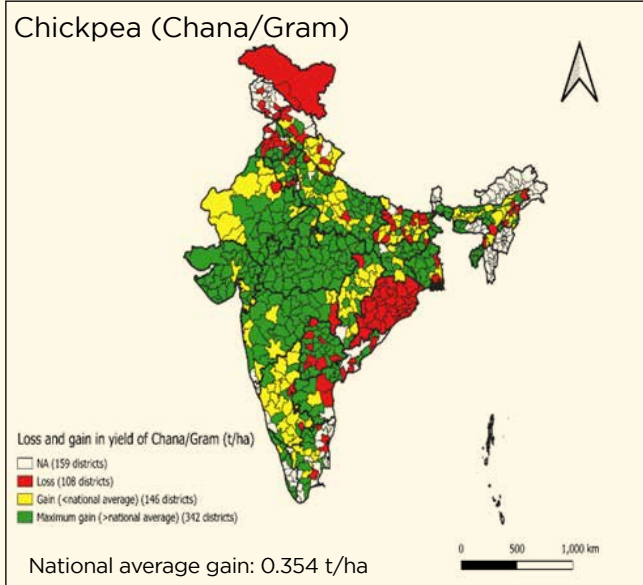 Chickpea (Chana/Gram)
Loss and gain in yield of Chana/Gram (t/ha)
NA (159 districts)
Loss (108 districts)
Gain (<national average) (146 districts)
Maximum gain (>national average) (342 districts)
National average gain: 0.354 t/ha
0 500 1,000 km